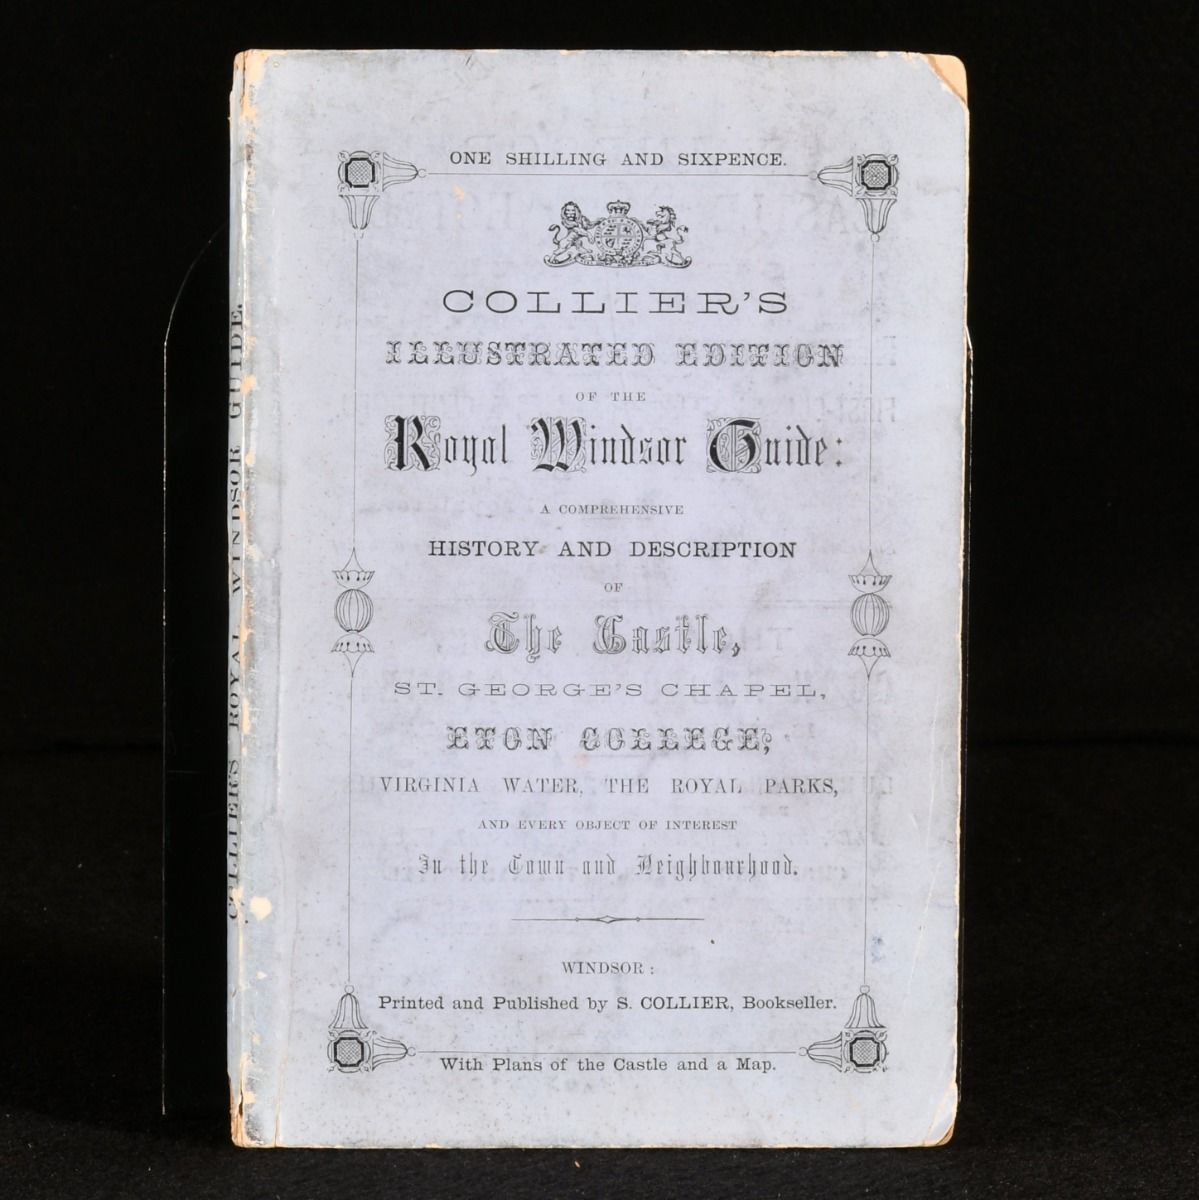 ONE SHILLING AND SIXPENCE.
COLLIER'S
ILLUSTRATED EDITION
OF THE
Royal Windsor Guide:
A COMPREHENSIVE
HISTORY AND DESCRIPTION
OF
The Castle,
ST. GEORGE'S CHAPEL,
ETON COLLEGE,
VIRGINIA WATER, THE ROYAL PARKS,
AND EVERY OBJECT OF INTEREST
In the Town and Neighbourhood.
WINDSOR:
Printed and Published by S. COLLIER, Bookseller.
With Plans of the Castle and a Map.
COLLIER'S ROYAL WINDSOR GUIDE.